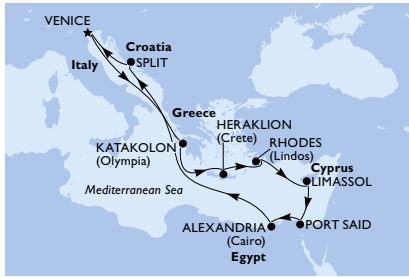 VENICE
Croatia
SPLIT
Italy
Greece
HERAKLION
(Crete)
RHODES
(Lindos)
KATAKOLON
(Olympia)
Cyprus
LIMASSOL
Mediterranean Sea
ALEXANDRIA
(Cairo)
PORT SAID
Egypt